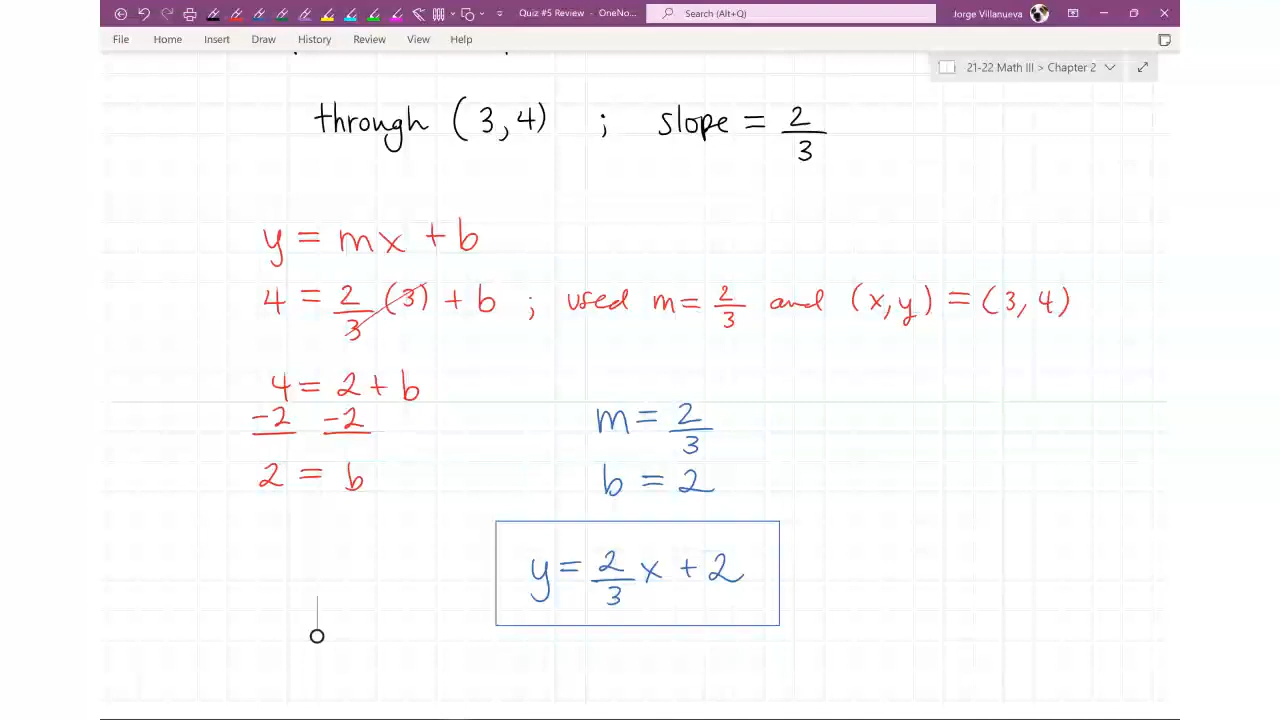 Quiz #5 Review - OneNo...
Search (Alt+Q)
Jorge Villanueva
File Home Insert Draw History Review View Help
21-22 Math III > Chapter 2
through (3,4) ; slope = 2/3
y = mx + b
4 = 2/3 (3) + b ; used m = 2/3 and (x,y) = (3,4)
4 = 2 + b
-2 -2
2 = b
m = 2/3
b = 2
y = 2/3 x + 2